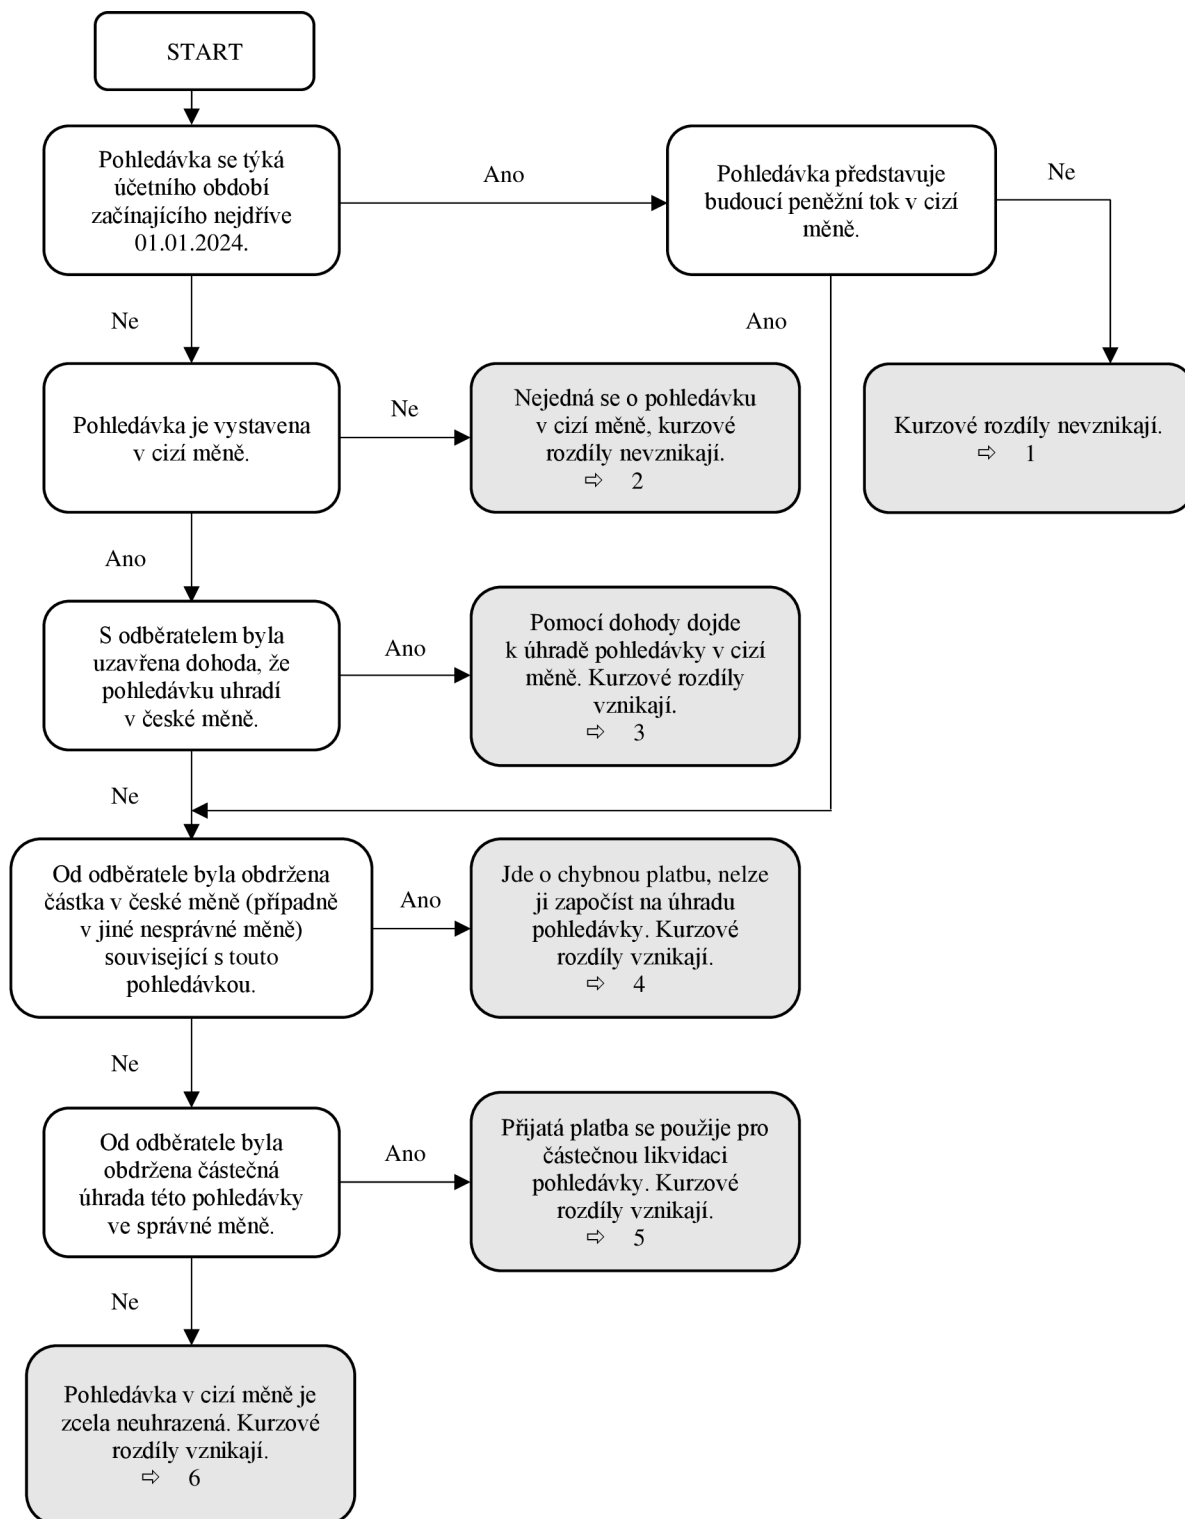 START
Pohledávka se týká
účetního období
začínajícího nejdříve
01.01.2024.
Ano
Pohledávka představuje
budoucí peněžní tok v cizí
měně.
Ne
Ne
Ano
Pohledávka je vystavena
v cizí měně.
Ne
Nejedná se o pohledávku
v cizí měně, kurzové
rozdíly nevznikají.
⇨ 2
Kurzové rozdíly nevznikají.
⇨ 1
Ano
S odběratelem byla
uzavřena dohoda, že
pohledávku uhradí
v české měně.
Ano
Pomocí dohody dojde
k úhradě pohledávky v cizí
měně. Kurzové rozdíly
vznikají.
⇨ 3
Ne
Od odběratele byla obdržena
částka v české měně (případně
v jiné nesprávné měně)
související s touto
pohledávkou.
Ano
Jde o chybnou platbu, nelze
ji započíst na úhradu
pohledávky. Kurzové
rozdíly vznikají.
⇨ 4
Ne
Od odběratele byla
obdržena částečná
úhrada této pohledávky
ve správné měně.
Ano
Přijatá platba se použije pro
částečnou likvidaci
pohledávky. Kurzové
rozdíly vznikají.
⇨ 5
Ne
Pohledávka v cizí měně je
zcela neuhrazená. Kurzové
rozdíly vznikají.
⇨ 6